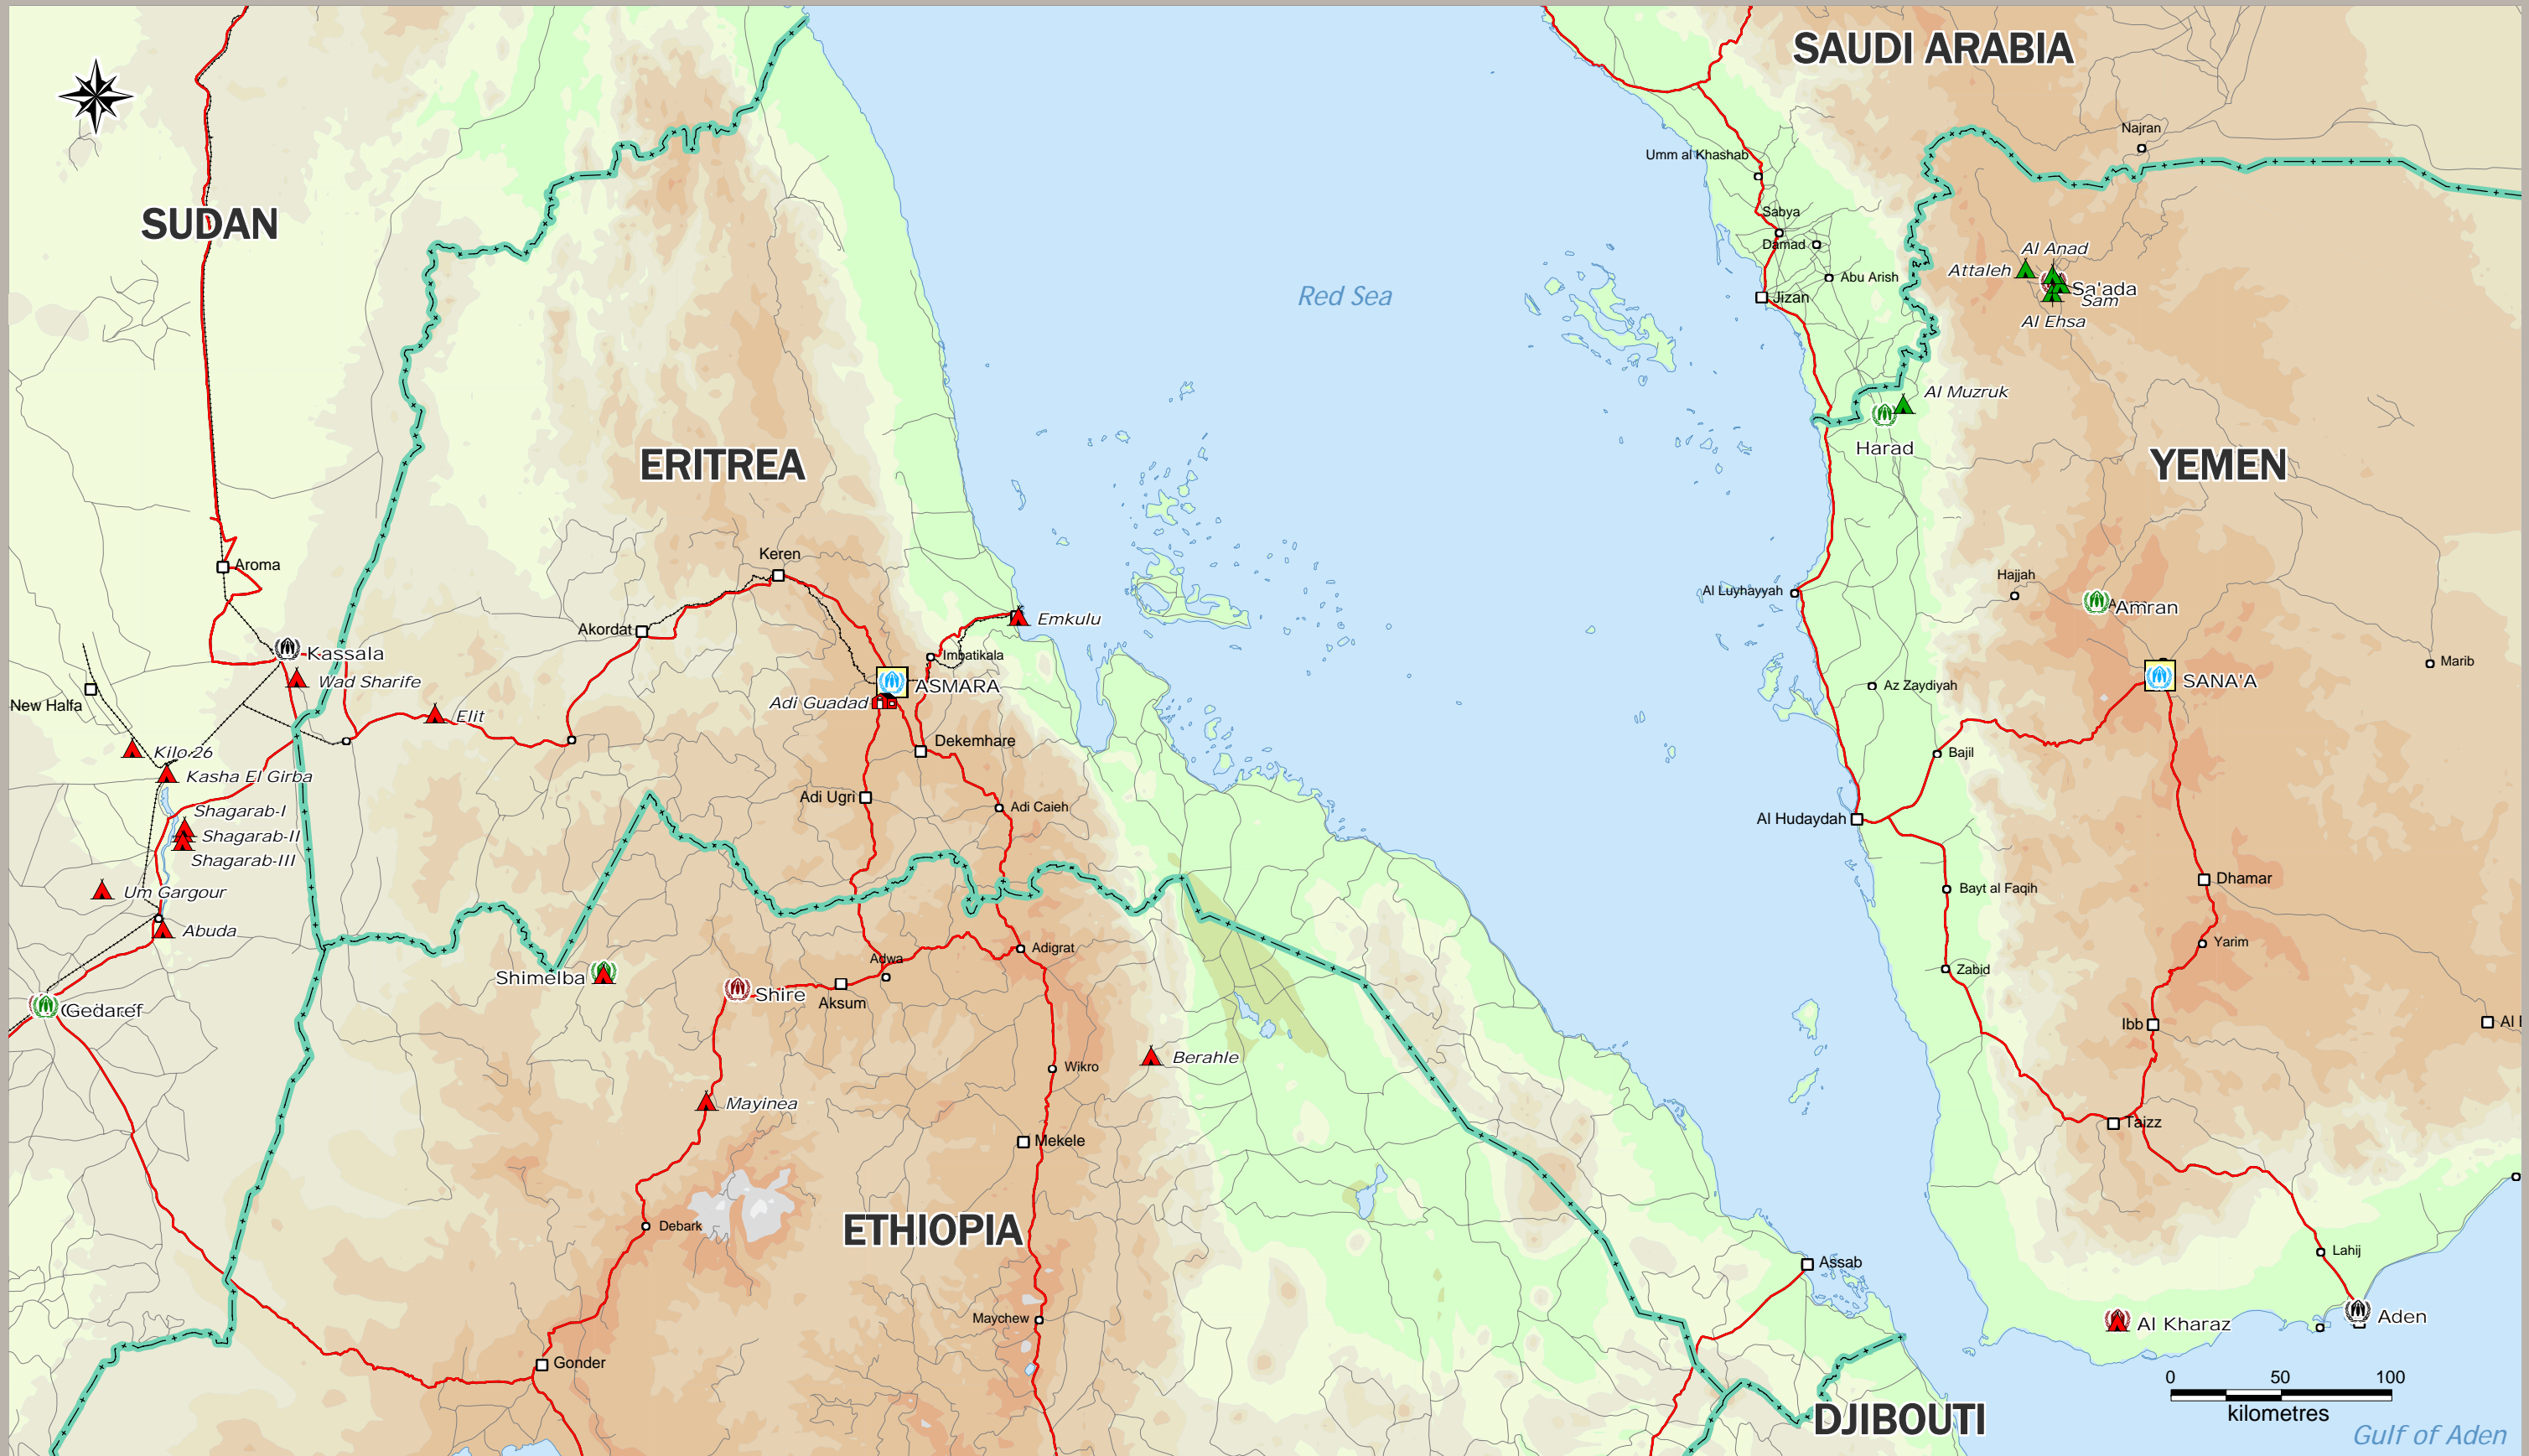 SAUDI ARABIA
Najran
Umm al Khashab
SUDAN
Sabya
Damad
Al Anad
Attaleh
Abu Arish
Sa'ada
Red Sea
Jizan
Sam
Al Ehsa
Al Muzruk
Harad
ERITREA
YEMEN
Keren
Aroma
Hajjah
Al Luhayyah
Amran
Emkulu
Akordat
Kassala
Imbatikala
Marib
Wad Sharife
ASMARA
SANA'A
Az Zaydiyah
New Halfa
Adi Guadad
Elit
Dekemhare
Kilo 26
Bajil
Kasha El Girba
Adi Ugri
Adi Caieh
Shagarab-I
Al Hudaydah
Shagarab-II
Shagarab-III
Dhamar
Um Gargour
Bayt al Faqih
Abuda
Yarim
Adigrat
Adwa
Zabid
Shimelba
Shire
Aksum
Gedaref
Ibb
Al
Berahle
Wikro
Mayinea
Taizz
Mekele
Debark
ETHIOPIA
Lahij
Assab
Maychew
Aden
Al Kharaz
Gonder
0 50 100
kilometres
DJIBOUTI
Gulf of Aden